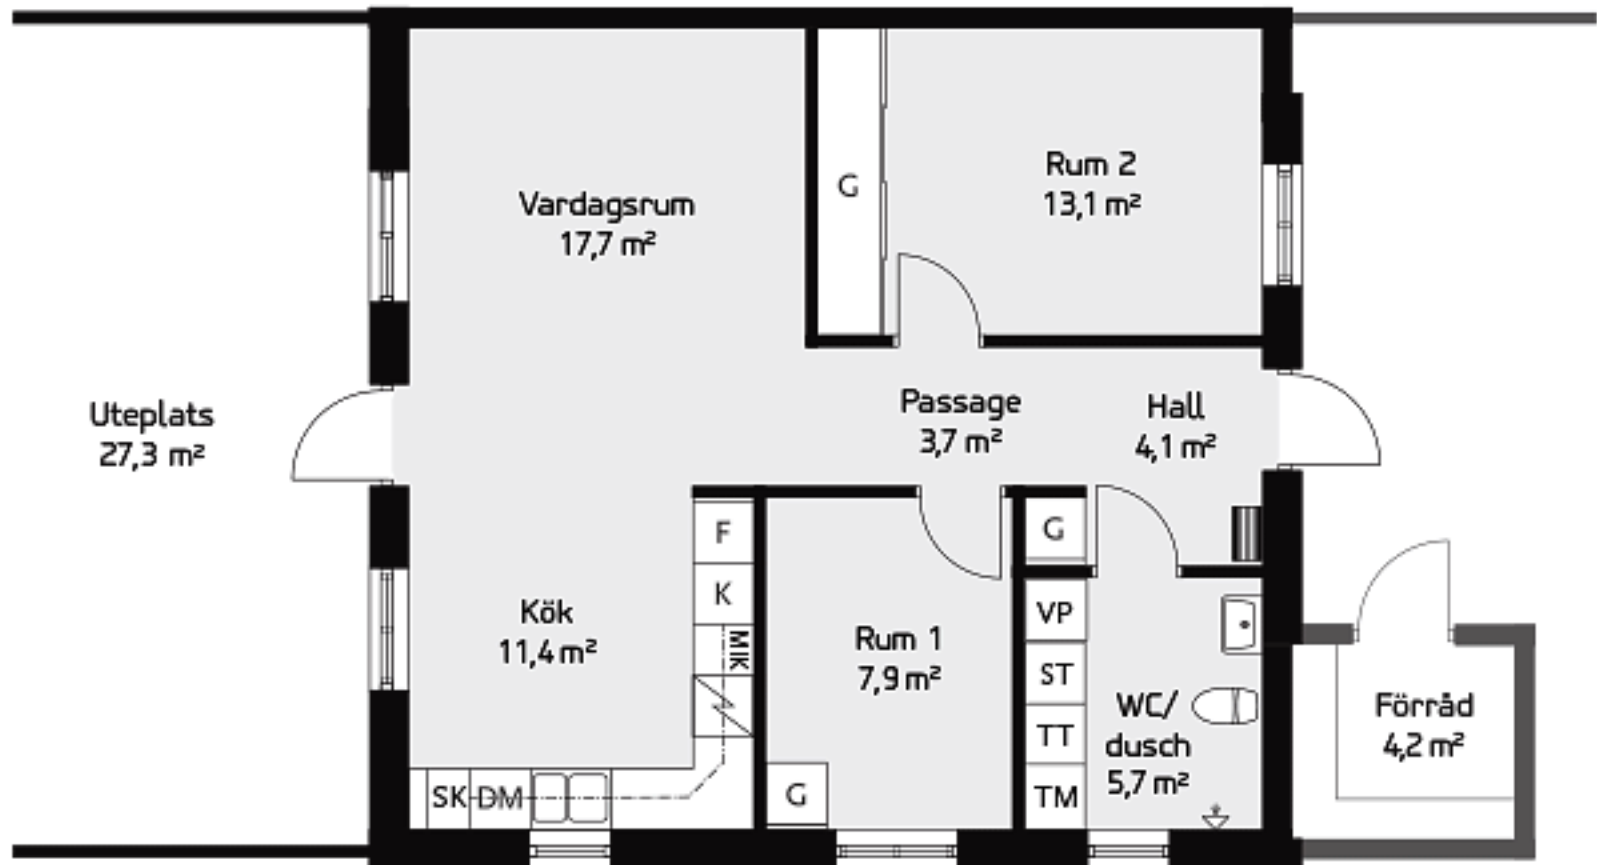 Vardagsrum
17,7 m²
G
Rum 2
13,1 m²
Uteplats
27,3 m²
Passage
3,7 m²
Hall
4,1 m²
F
K
MIK
Kök
11,4 m²
SK
DM
Rum 1
7,9 m²
G
G
VP
ST
TT
TM
WC/
dusch
5,7 m²
Förråd
4,2 m²